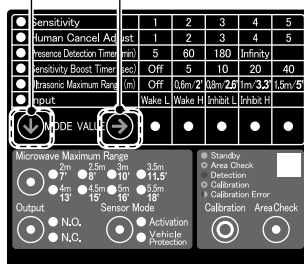 Sensitivity 1 2 3 4 5
Human Cancel Adjust 1 2 3 4 5
Presence Detection Timer (min) 5 60 180 Infinity
Sensitivity Boost Timer (sec) Off 5 10 20 40
Ultrasonic Maximum Range (m) Off 0.6m/2' 0.8m/2.6' 1m/3.3' 1.5m/5'
Input Wake L Wake H Inhibit L Inhibit H
MODE VALUE
Microwave Maximum Range
2m 2.5m 3m 3.5m
7' 8' 10' 11.5'
4m 4.5m 5m 5.5m
13' 15' 16' 18'
Output Sensor Mode
N.O. Activation
N.C. Vehicle Protection
Standby
Area Check
Detection
Calibration
Calibration Error
Calibration Area Check